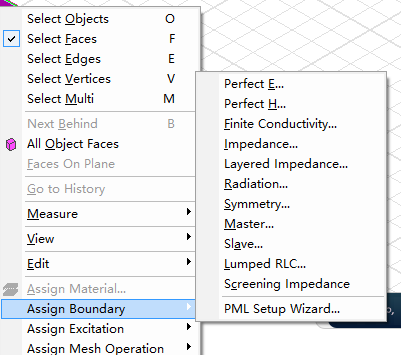 Select Objects O
Select Faces F
Select Edges E
Select Vertices V
Select Multi M
Next Behind B
All Object Faces
Faces On Plane
Go to History
Measure
View
Edit
Assign Material...
Assign Boundary
Assign Excitation
Assign Mesh Operation
Perfect E...
Perfect H...
Finite Conductivity...
Impedance...
Layered Impedance...
Radiation...
Symmetry...
Master...
Slave...
Lumped RLC...
Screening Impedance
PML Setup Wizard...